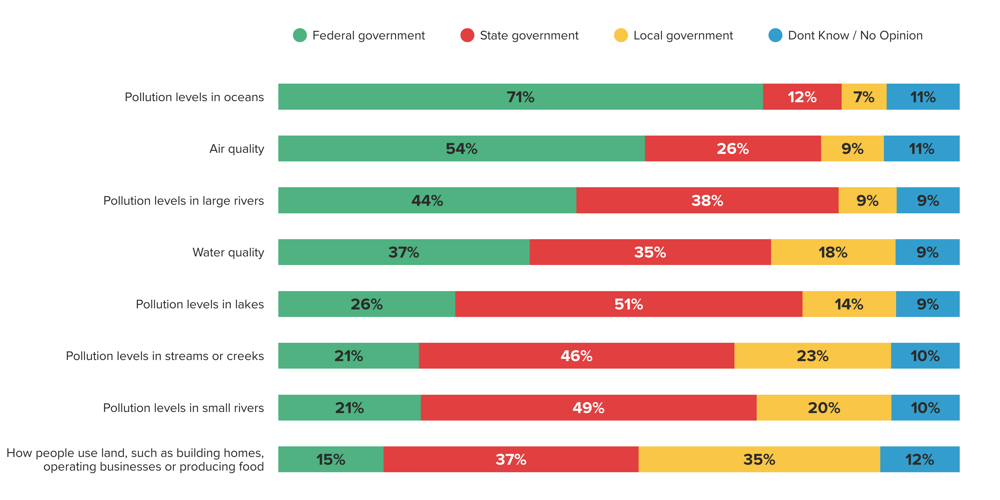 Federal government State government Local government Dont Know / No Opinion
Pollution levels in oceans 71% 12% 7% 11%
Air quality 54% 26% 9% 11%
Pollution levels in large rivers 44% 38% 9% 9%
Water quality 37% 35% 18% 9%
Pollution levels in lakes 26% 51% 14% 9%
Pollution levels in streams or creeks 21% 46% 23% 10%
Pollution levels in small rivers 21% 49% 20% 10%
How people use land, such as building homes,
operating businesses or producing food 15% 37% 35% 12%